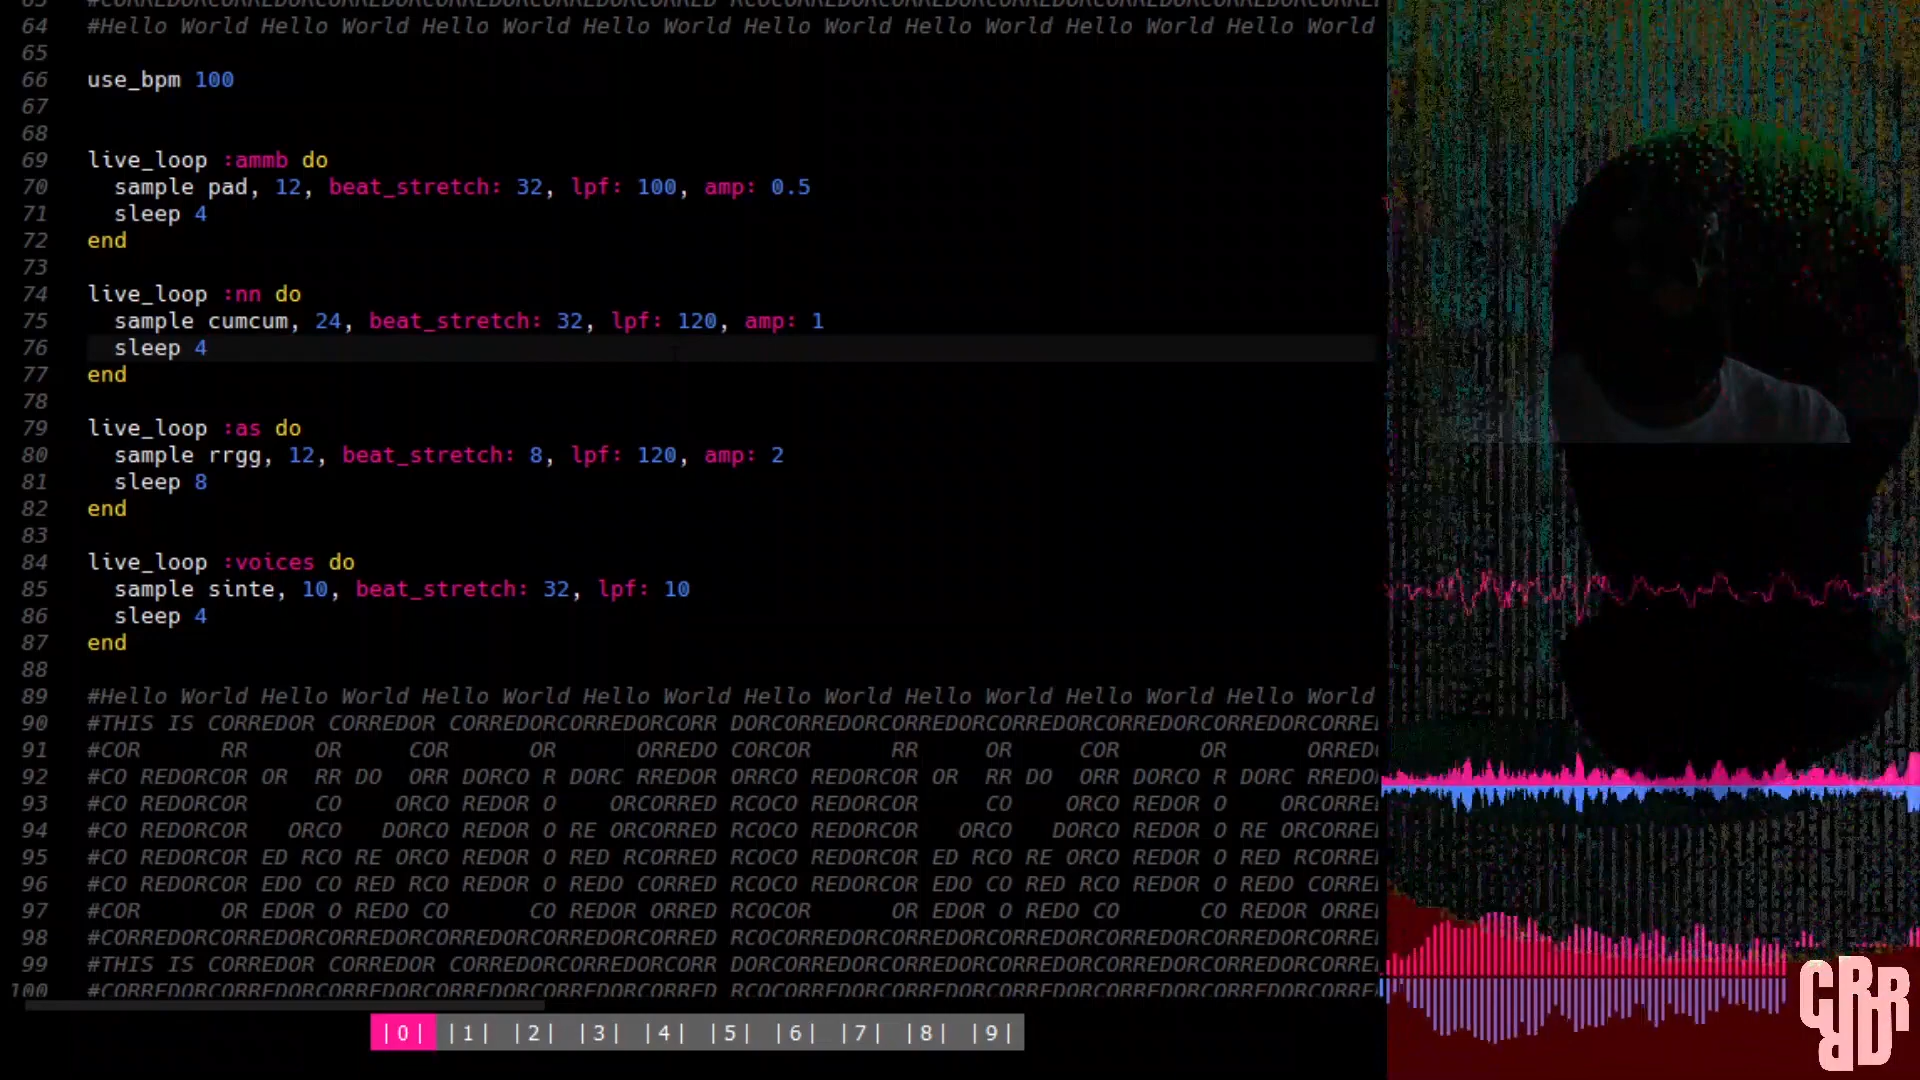 63 #CORREDORCORREDORCORREDORCORREDORCORREDORCORRED RCOCORREDORCORREDORCORREDORCORREDORCORREDORCORRE
64 #Hello World Hello World Hello World Hello World Hello World Hello World Hello World Hello World
65
66 use_bpm 100
67
68
69 live_loop :ammb do
70 sample pad, 12, beat_stretch: 32, lpf: 100, amp: 0.5
71 sleep 4
72 end
73
74 live_loop :nn do
75 sample cumcum, 24, beat_stretch: 32, lpf: 120, amp: 1
76 sleep 4
77 end
78
79 live_loop :as do
80 sample rrgg, 12, beat_stretch: 8, lpf: 120, amp: 2
81 sleep 8
82 end
83
84 live_loop :voices do
85 sample sinte, 10, beat_stretch: 32, lpf: 10
86 sleep 4
87 end
88
89 #Hello World Hello World Hello World Hello World Hello World Hello World Hello World Hello World
90 #THIS IS CORREDOR CORREDOR CORREDORCORREDORCORR DORCORREDORCORREDORCORREDORCORREDORCORREDORCORRE
91 #COR      RR     OR     COR      OR      ORREDO CORCOR      RR     OR     COR      OR      ORRED
92 #CO REDORCOR OR  RR DO  ORR DORCO R DORC RREDOR ORRCO REDORCOR OR  RR DO  ORR DORCO R DORC RREDO
93 #CO REDORCOR     CO    ORCO REDOR O    ORCORRED RCOCO REDORCOR     CO    ORCO REDOR O    ORCORRE
94 #CO REDORCOR   ORCO   DORCO REDOR O RE ORCORRED RCOCO REDORCOR   ORCO   DORCO REDOR O RE ORCORRE
95 #CO REDORCOR ED RCO RE ORCO REDOR O RED RCORRED RCOCO REDORCOR ED RCO RE ORCO REDOR O RED RCORRE
96 #CO REDORCOR EDO CO RED RCO REDOR O REDO CORRED RCOCO REDORCOR EDO CO RED RCO REDOR O REDO CORRE
97 #COR      OR EDOR O REDO CO      CO REDOR ORRED RCOCOR      OR EDOR O REDO CO      CO REDOR ORRE
98 #CORREDORCORREDORCORREDORCORREDORCORREDORCORRED RCOCORREDORCORREDORCORREDORCORREDORCORREDORCORRE
99 #THIS IS CORREDOR CORREDOR CORREDORCORREDORCORR DORCORREDORCORREDORCORREDORCORREDORCORREDORCORRE
100 #CORREDORCORREDORCORREDORCORREDORCORREDORCORRED RCOCORREDORCORREDORCORREDORCORREDORCORREDORCORRE
|0| |1| |2| |3| |4| |5| |6| |7| |8| |9|